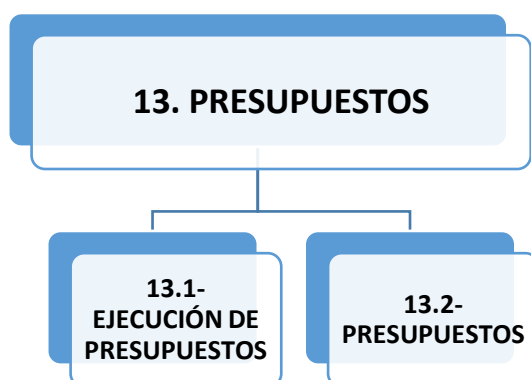 13. PRESUPUESTOS
13.1-
EJECUCIÓN DE
PRESUPUESTOS
13.2-
PRESUPUESTOS